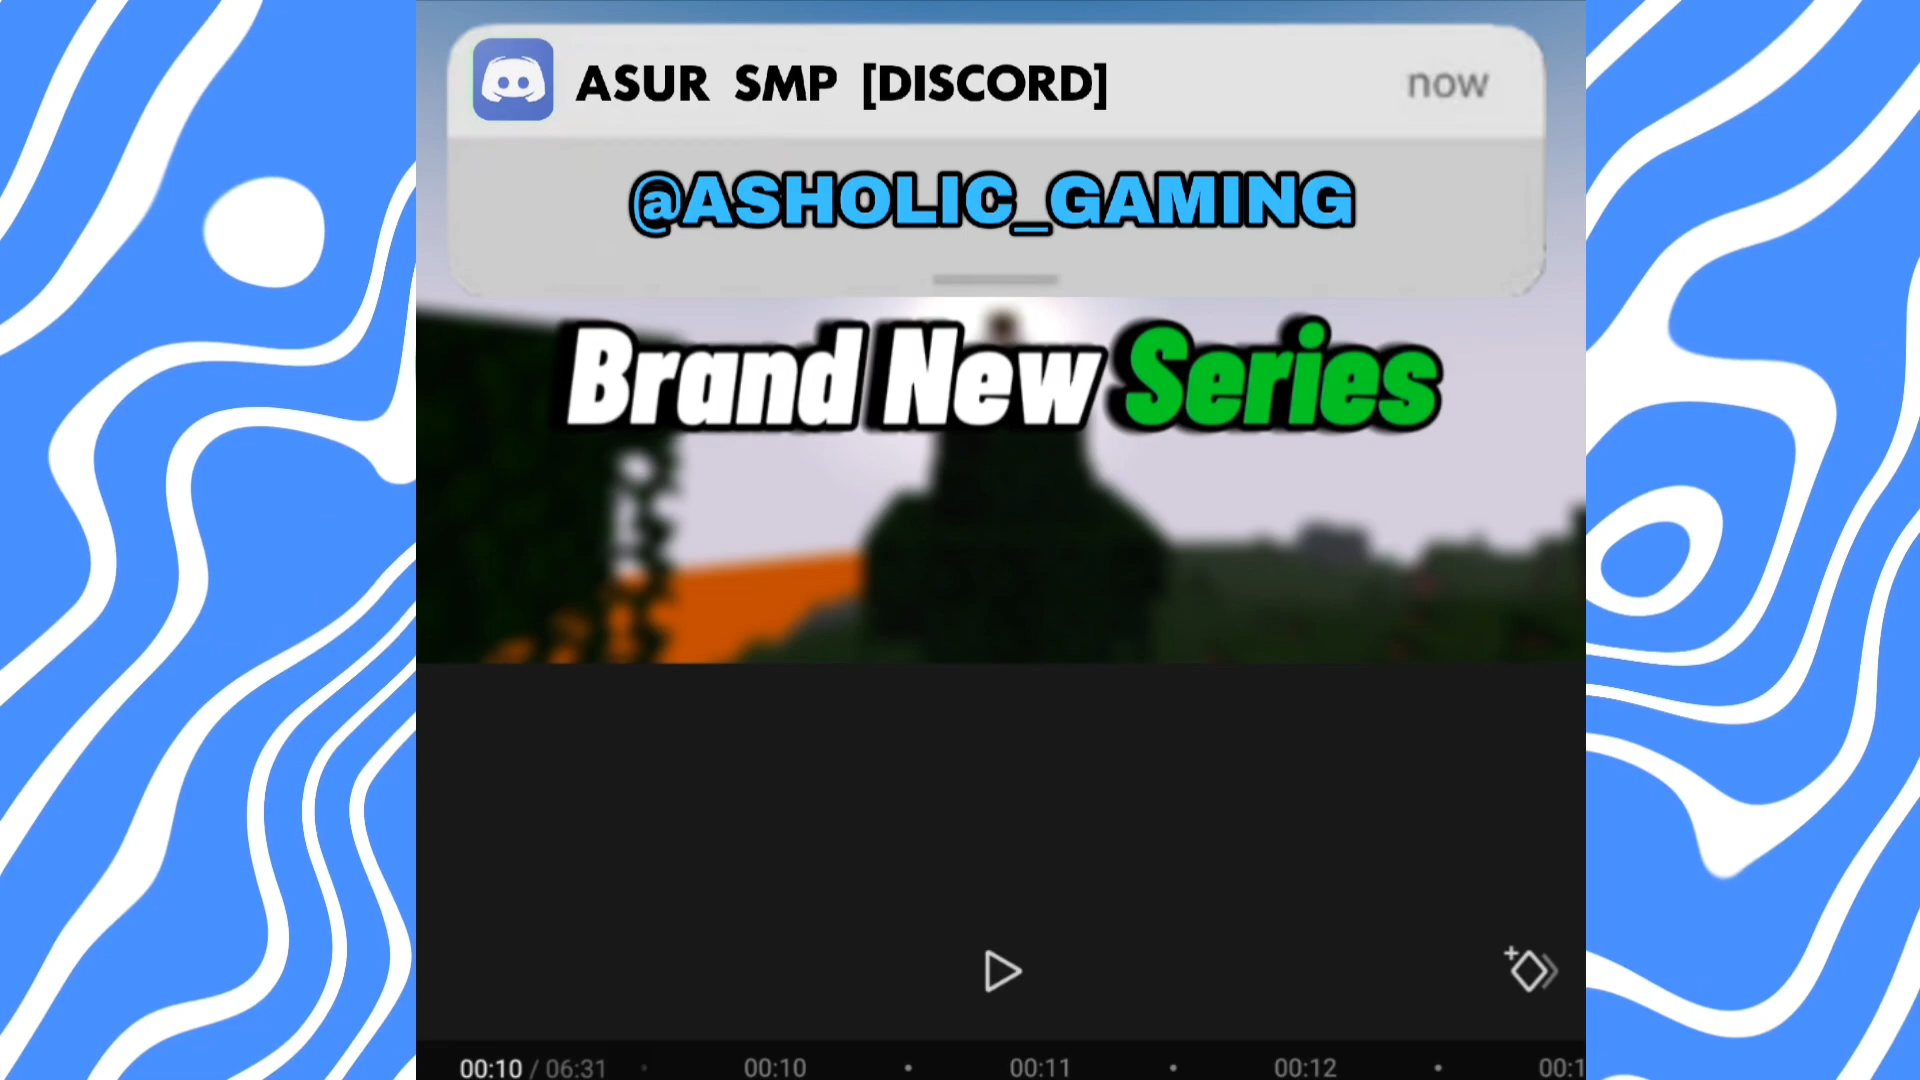 ASUR SMP [DISCORD] now
@ASHOLIC_GAMING
Brand New Series
00:10 / 06:31 00:10 00:11 00:12